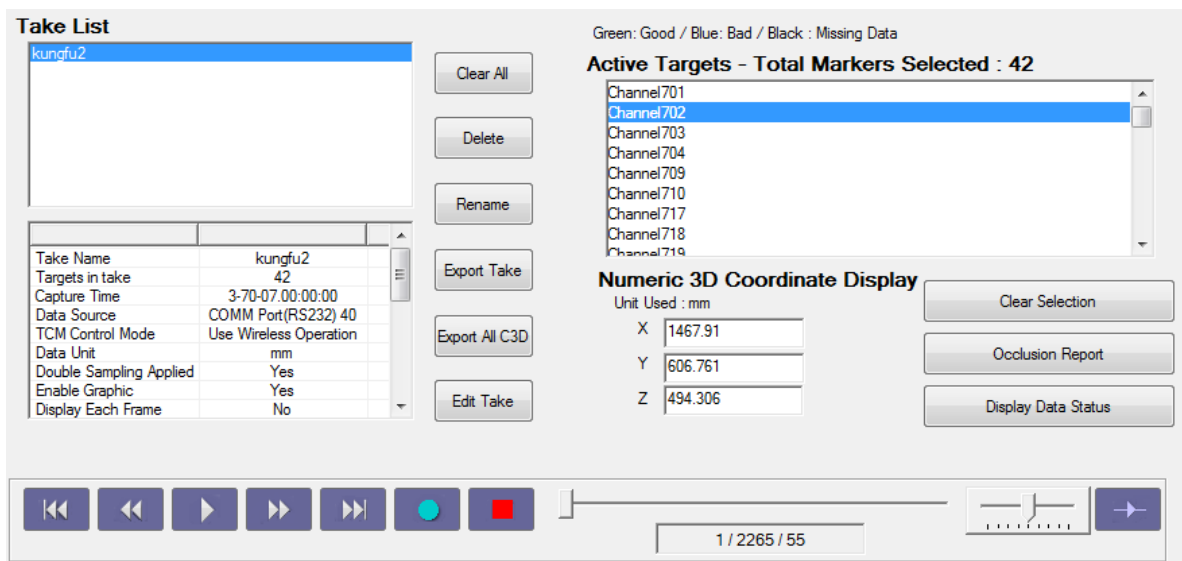 Take List
kungfu2
Clear All
Delete
Rename
Export Take
Export All C3D
Edit Take
Take Name kungfu2
Targets in take 42
Capture Time 3-70-07.00:00:00
Data Source COMM Port(RS232) 40
TCM Control Mode Use Wireless Operation
Data Unit mm
Double Sampling Applied Yes
Enable Graphic Yes
Display Each Frame No
Green: Good / Blue: Bad / Black : Missing Data
Active Targets - Total Markers Selected : 42
Channel701
Channel702
Channel703
Channel704
Channel709
Channel710
Channel717
Channel718
Channel719
Numeric 3D Coordinate Display
Unit Used : mm
X 1467.91
Y 606.761
Z 494.306
Clear Selection
Occlusion Report
Display Data Status
1 / 2265 / 55